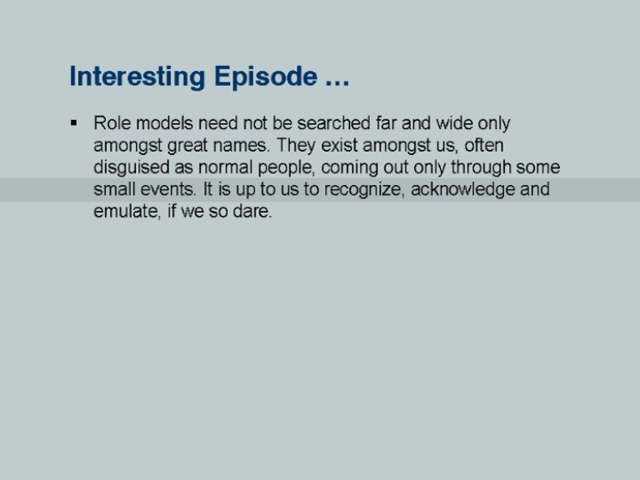 Interesting Episode …
▪ Role models need not be searched far and wide only
amongst great names. They exist amongst us, often
disguised as normal people, coming out only through some
small events. It is up to us to recognize, acknowledge and
emulate, if we so dare.